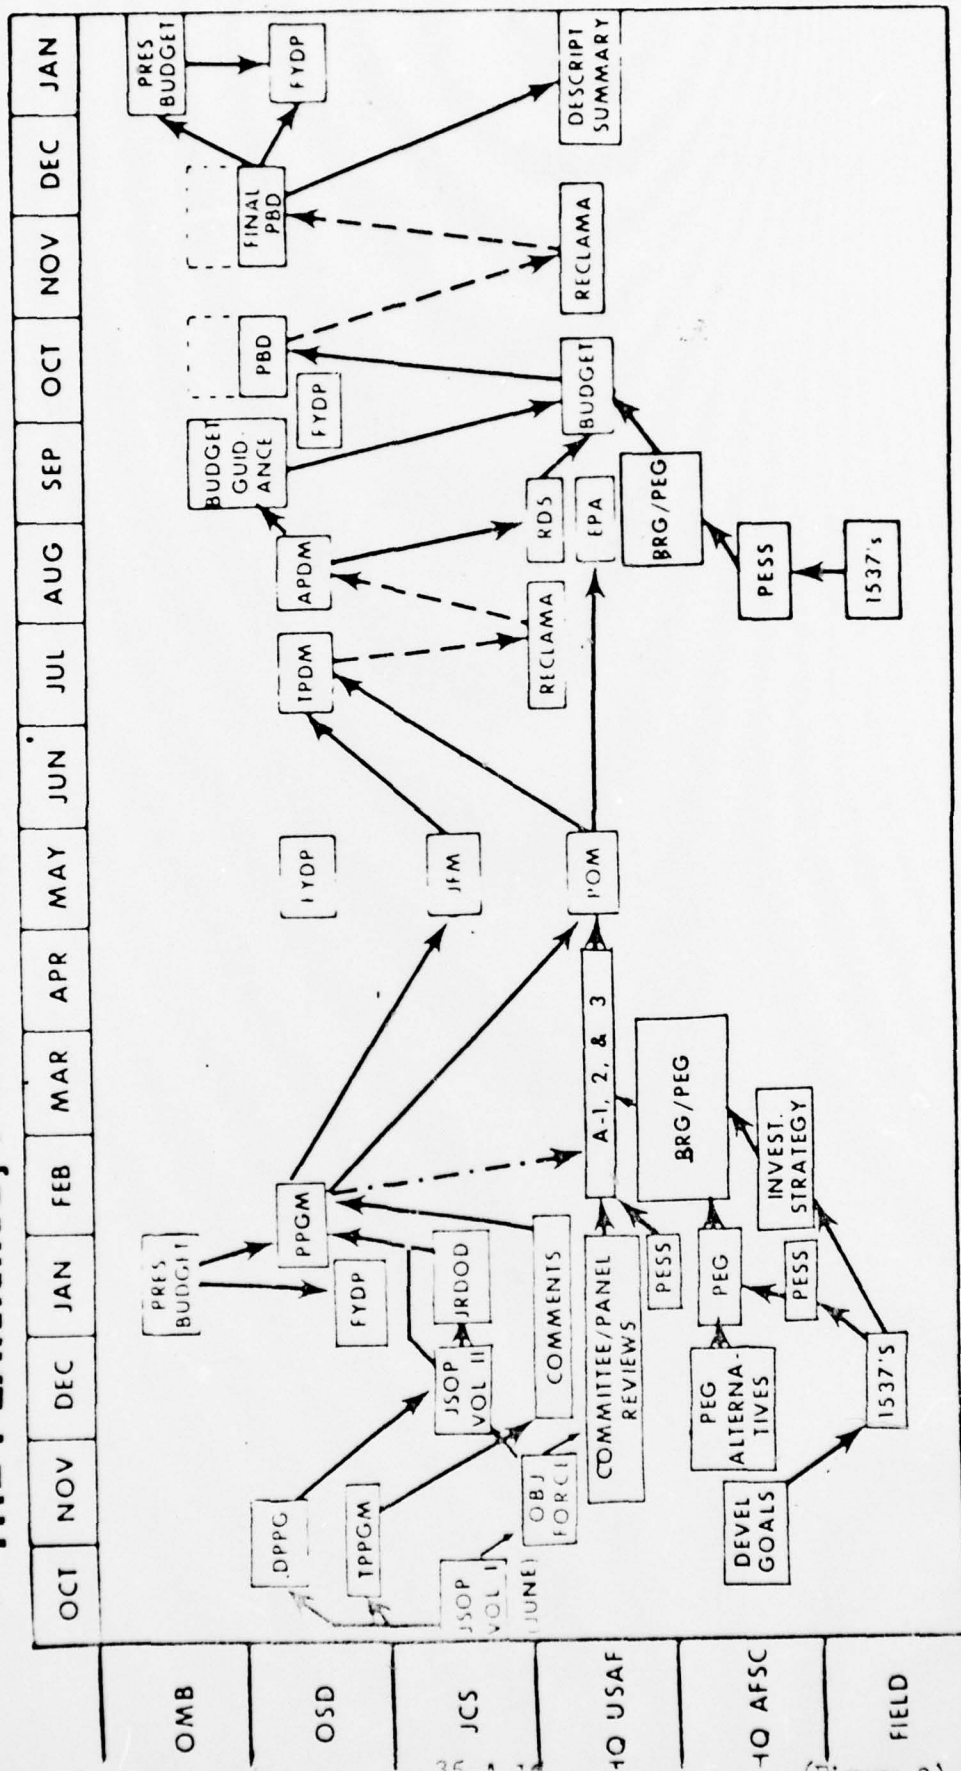 OCT NOV DEC JAN FEB MAR APR MAY JUN JUL AUG SEP OCT NOV DEC JAN
OMB
PRES
BUDGET
PRES
BUDGET
OSD
DPPG
TPPGM
FYDP
PPGM
FYDP
TPDM
APDM
BUDGET
GUID-
ANCE
FYDP
PBD
FINAL
PBD
FYDP
JCS
JSOP
VOL I
(JUNE)
JSOP
VOL II
JRDOD
JFM
HQ USAF
OBJ
FORCE
COMMENTS
COMMITTEE/PANEL
REVIEWS
PESS
A-1, 2, & 3
POM
RECLAMA
RDS
EPA
BUDGET
RECLAMA
DESCRIPT
SUMMARY
HQ AFSC
DEVEL
GOALS
PEG
ALTERNA-
TIVES
PEG
PESS
BRG/PEG
INVEST.
STRATEGY
BRG/PEG
PESS
FIELD
1537's
1537's